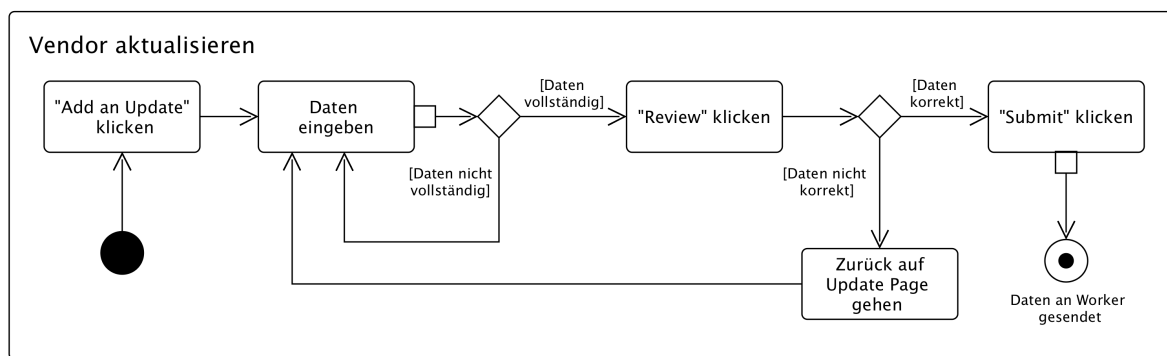 Vendor aktualisieren
"Add an Update"
klicken
Daten
eingeben
[Daten
vollständig]
[Daten nicht
vollständig]
"Review" klicken
[Daten
korrekt]
[Daten nicht
korrekt]
"Submit" klicken
Zurück auf
Update Page
gehen
Daten an Worker
gesendet